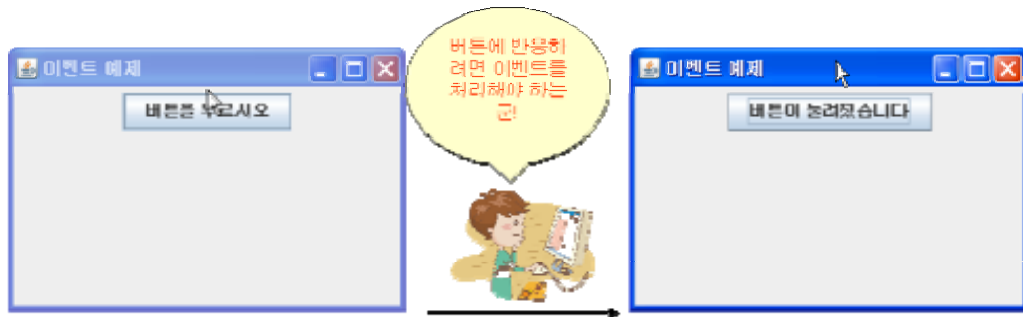 이벤트 예제
버튼을 누르시오
버튼에 반응하
려면 이벤트를
처리해야 하는
군!
이벤트 예제
버튼이 눌려졌습니다